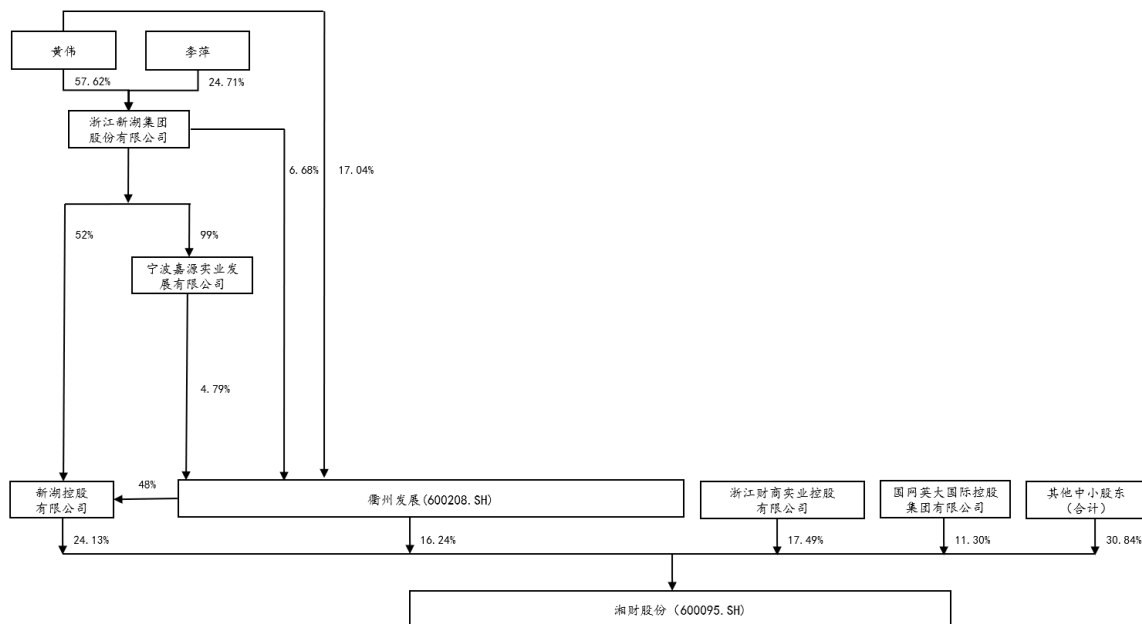 黄伟
李萍
57.62%
24.71%
浙江新湖集团
股份有限公司
6.68%
17.04%
52%
99%
宁波嘉源实业发
展有限公司
4.79%
新湖控股
有限公司
48%
衢州发展(600208.SH)
浙江财商实业控股
有限公司
国网英大国际控股
集团有限公司
其他中小股东
(合计)
24.13%
16.24%
17.49%
11.30%
30.84%
湘财股份（600095.SH)